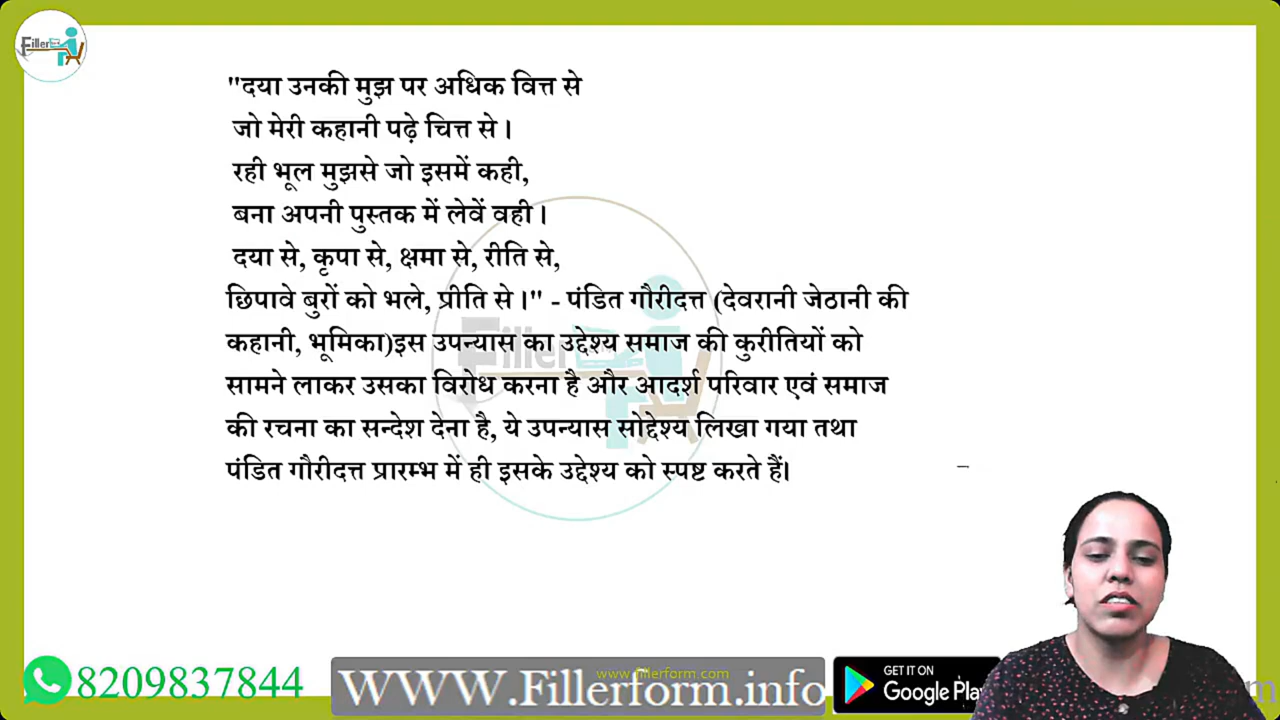 Filler
"दया उनकी मुझ पर अधिक वित्त से
जो मेरी कहानी पढ़े चित्त से।
रही भूल मुझसे जो इसमें कही,
बना अपनी पुस्तक में लेवें वही।
दया से, कृपा से, क्षमा से, रीति से,
छिपावे बुरों को भले, प्रीति से।" - पंडित गौरीदत्त (देवरानी जेठानी की
कहानी, भूमिका)इस उपन्यास का उद्देश्य समाज की कुरीतियों को
सामने लाकर उसका विरोध करना है और आदर्श परिवार एवं समाज
की रचना का सन्देश देना है, ये उपन्यास सोद्देश्य लिखा गया तथा
पंडित गौरीदत्त प्रारम्भ में ही इसके उद्देश्य को स्पष्ट करते हैं।
Filler
8209837844
WWW.Fillerform.info
www.fillerform.com
GET IT ON
Google Play
m